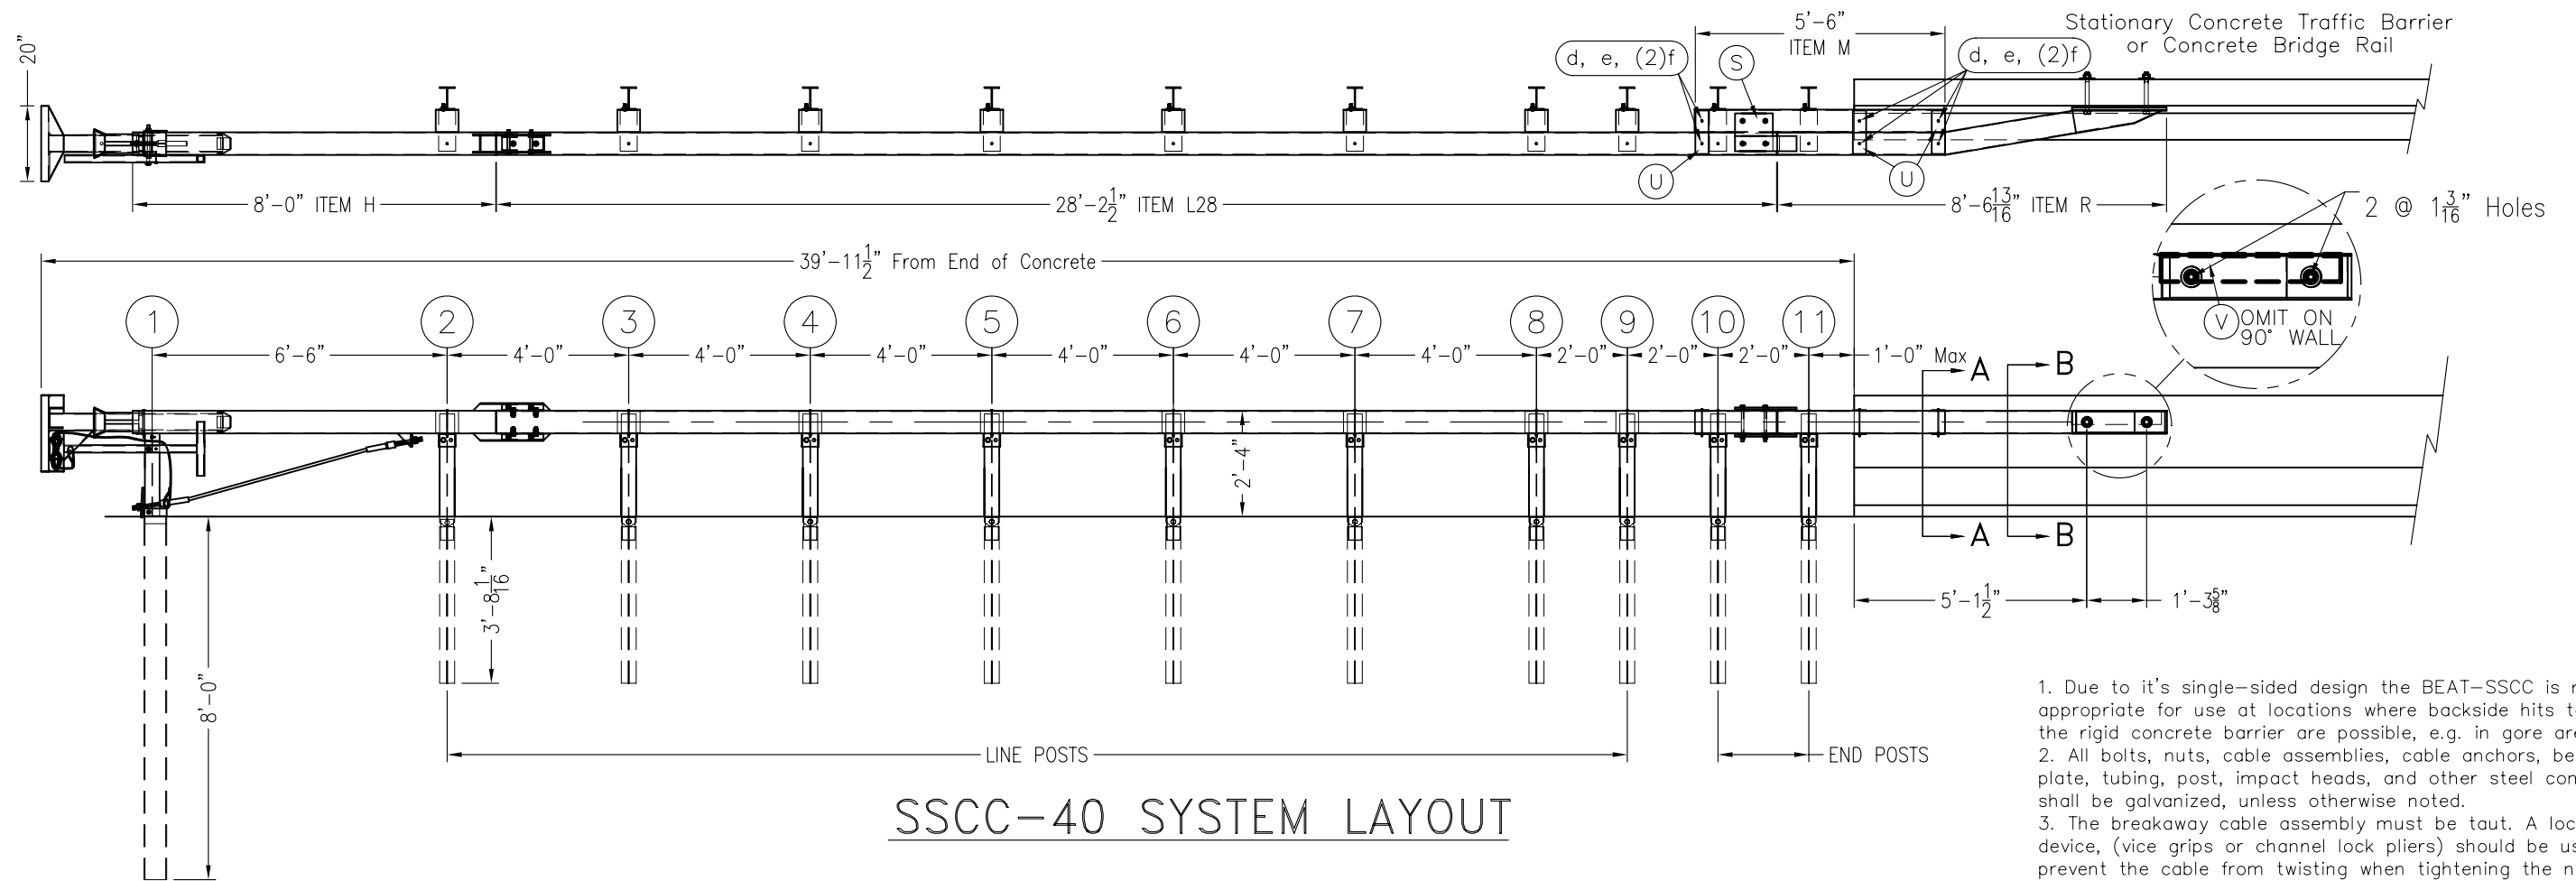 20"
5'-6"
ITEM M
Stationary Concrete Traffic Barrier
or Concrete Bridge Rail
d, e, (2)f
S
d, e, (2)f
U
U
8'-0" ITEM H
28'-2 1/2" ITEM L28
8'-6 13/16" ITEM R
2 @ 1 3/16" Holes
39'-11 1/2" From End of Concrete
V OMIT ON
90° WALL
1
2
3
4
5
6
7
8
9
10
11
6'-6"
4'-0"
4'-0"
4'-0"
4'-0"
4'-0"
4'-0"
2'-0"
2'-0"
2'-0"
1'-0" Max
A
B
2'-4"
A
B
3'-8 1/16"
5'-1 1/2"
1'-3 5/8"
8'-0"
LINE POSTS
END POSTS
SSCC-40 SYSTEM LAYOUT
1. Due to it's single-sided design the BEAT-SSCC is
appropriate for use at locations where backside hits
the rigid concrete barrier are possible, e.g. in gore
2. All bolts, nuts, cable assemblies, cable anchors,
plate, tubing, post, impact heads, and other steel
shall be galvanized, unless otherwise noted.
3. The breakaway cable assembly must be taut. A
device, (vice grips or channel lock pliers) should be
prevent the cable from twisting when tightening the